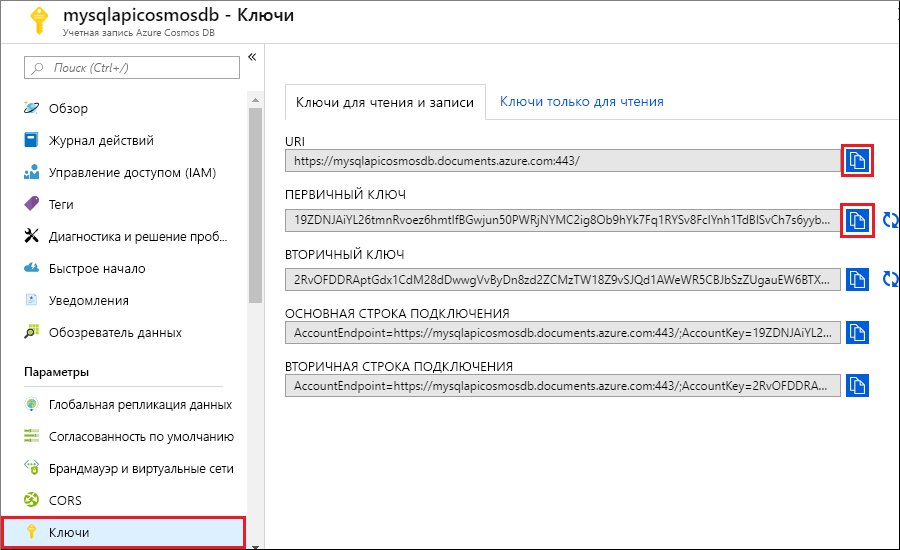 mysqlapicosmosdb - Ключи
Учетная запись Azure Cosmos DB
Поиск (Ctrl+/)
«
Обзор
Журнал действий
Управление доступом (IAM)
Теги
Диагностика и решение проб...
Быстрое начало
Уведомления
Обозреватель данных
Параметры
Глобальная репликация данных
Согласованность по умолчанию
Брандмауэр и виртуальные сети
CORS
Ключи
Ключи для чтения и записи
Ключи только для чтения
URI
https://mysqlapicosmosdb.documents.azure.com:443/
ПЕРВИЧНЫЙ КЛЮЧ
19ZDNJAiYL26tmnRvoez6hmtIfBGwjun50PWRjNYMC2ig8Ob9hYk7Fq1RYSv8FcIYnh1TdBISvCh7s6yyb...
ВТОРИЧНЫЙ КЛЮЧ
2RvOFDDRAptGdx1CdM28dDwwgVvByDn8zd2ZCMzTW18Z9vSJQd1AWeWR5CBJbSzZUgauEW6BTX...
ОСНОВНАЯ СТРОКА ПОДКЛЮЧЕНИЯ
AccountEndpoint=https://mysqlapicosmosdb.documents.azure.com:443/;AccountKey=19ZDNJAiYL2...
ВТОРИЧНАЯ СТРОКА ПОДКЛЮЧЕНИЯ
AccountEndpoint=https://mysqlapicosmosdb.documents.azure.com:443/;AccountKey=2RvOFDDRA...